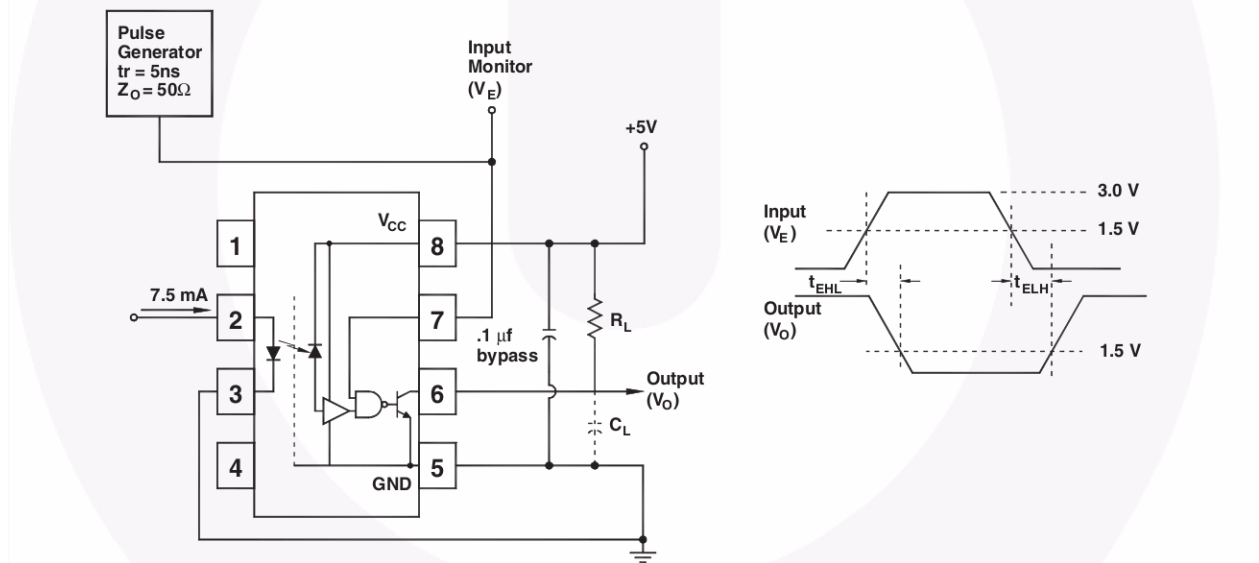 Pulse
Generator
tr = 5ns
ZO = 50Ω
Input
Monitor
(VE)
+5V
VCC
1
8
7.5 mA
2
7
.1 µf
bypass
RL
3
6
Output
(VO)
CL
4
5
GND
Input
(VE)
3.0 V
1.5 V
tEHL
tELH
Output
(VO)
1.5 V